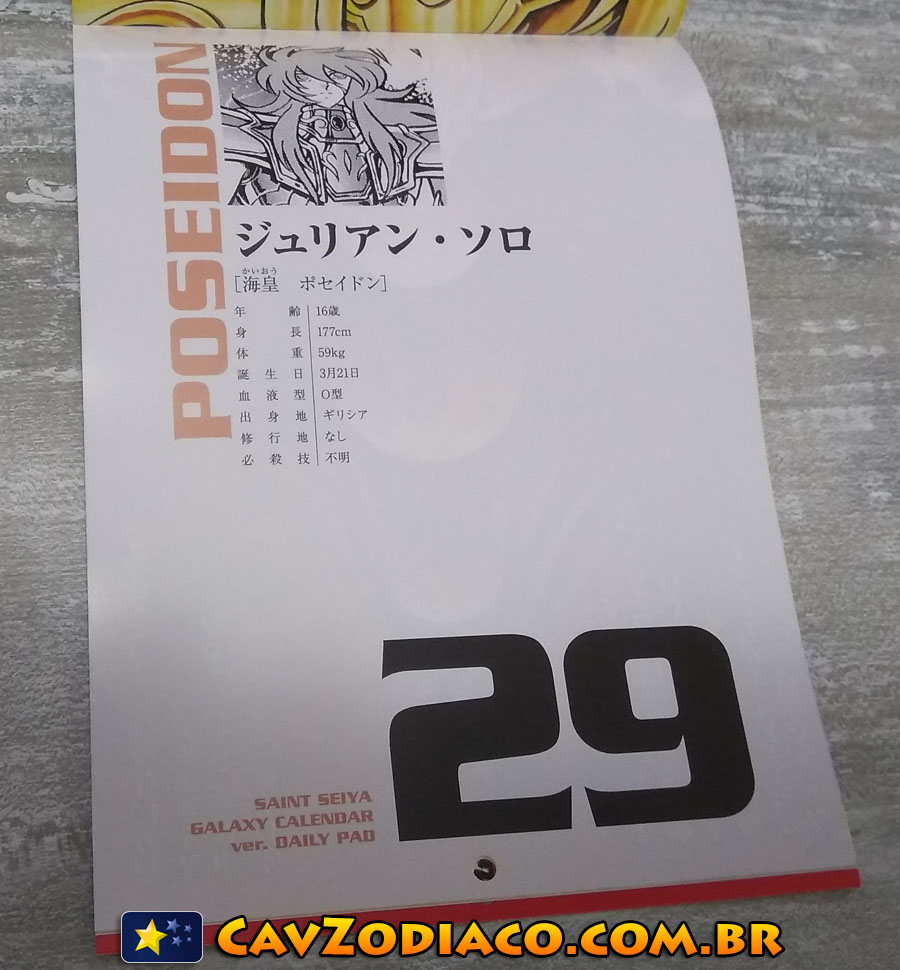 POSEIDON
ジュリアン・ソロ
かいおう
［海皇　ポセイドン］
年齢 16歳
身長 177cm
体重 59kg
誕生日 3月21日
血液型 O型
出身地 ギリシア
修行地 なし
必殺技 不明
29
SAINT SEIYA
GALAXY CALENDAR
ver. DAILY PAD
CavZodiaco.com.br